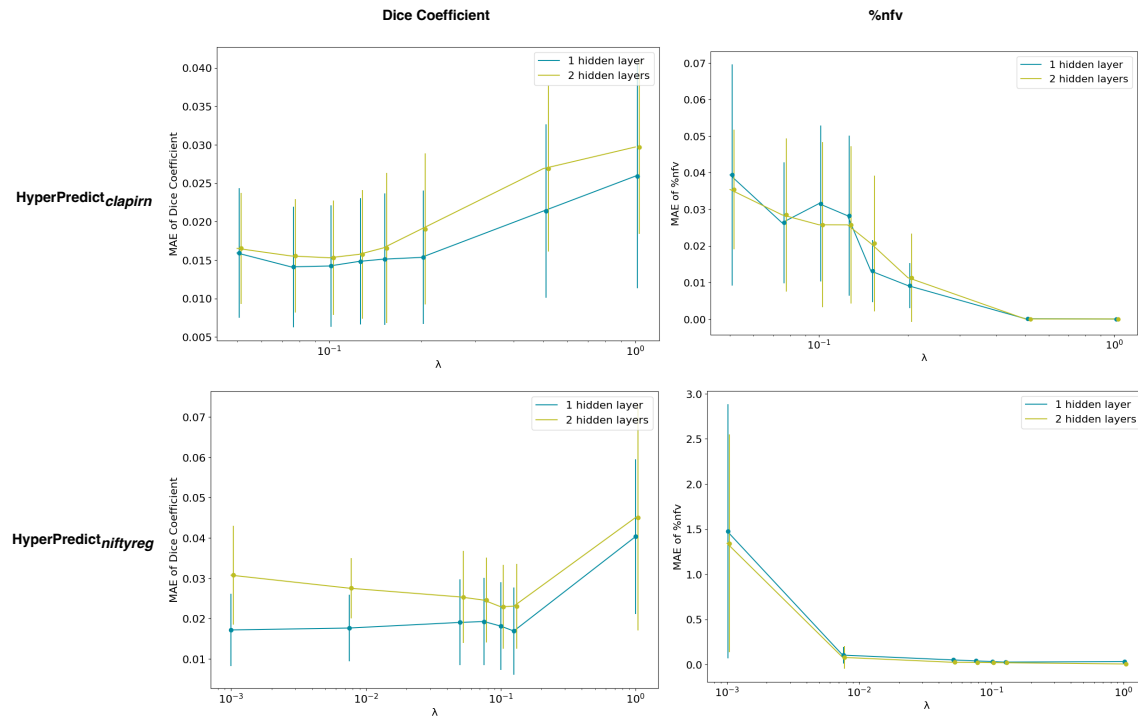 Dice Coefficient
%nfv
HyperPredict_clapirn
MAE of Dice Coefficient
0.040
0.035
0.030
0.025
0.020
0.015
0.010
0.005
1 hidden layer
2 hidden layers
10⁻¹
10⁰
λ
MAE of %nfv
0.07
0.06
0.05
0.04
0.03
0.02
0.01
0.00
1 hidden layer
2 hidden layers
10⁻¹
10⁰
λ
HyperPredict_niftyreg
MAE of Dice Coefficient
0.07
0.06
0.05
0.04
0.03
0.02
0.01
1 hidden layer
2 hidden layers
10⁻³
10⁻²
10⁻¹
10⁰
λ
MAE of %nfv
3.0
2.5
2.0
1.5
1.0
0.5
0.0
1 hidden layer
2 hidden layers
10⁻³
10⁻²
10⁻¹
10⁰
λ